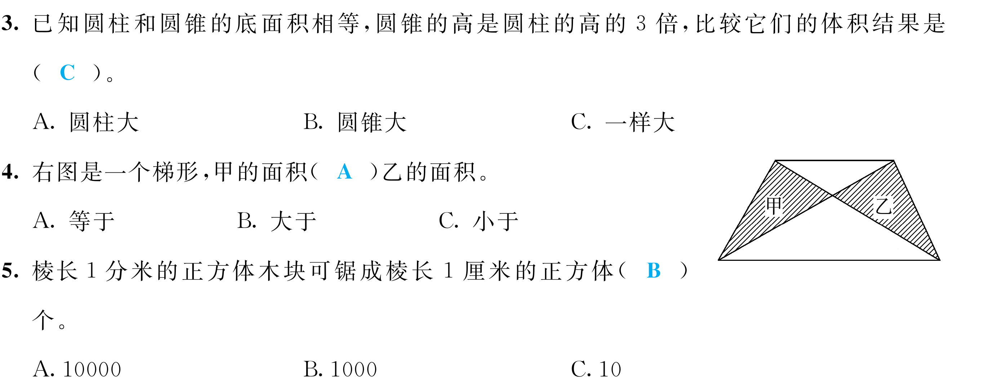 3. 已知圆柱和圆锥的底面积相等,圆锥的高是圆柱的高的 3 倍,比较它们的体积结果是
( C )。
A. 圆柱大 B. 圆锥大 C. 一样大
4. 右图是一个梯形,甲的面积( A )乙的面积。
A. 等于 B. 大于 C. 小于
甲 乙
5. 棱长 1 分米的正方体木块可锯成棱长 1 厘米的正方体( B )
个。
A. 10000 B. 1000 C. 10